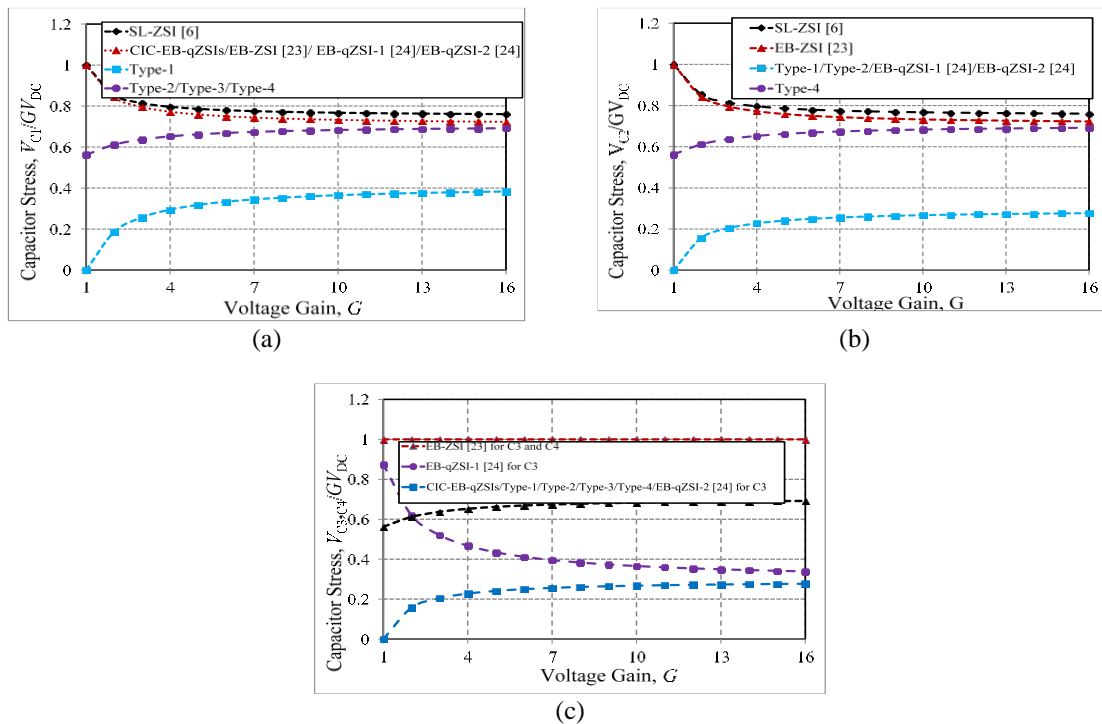 1.2
SL-ZSI [6]
CIC-EB-qZSIs/EB-ZSI [23]/ EB-qZSI-1 [24]/EB-qZSI-2 [24]
Type-1
Type-2/Type-3/Type-4
1
0.8
0.6
0.4
0.2
0
1 4 7 10 13 16
Capacitor Stress, V_C1/GV_DC
Voltage Gain, G
(a)
1.2
SL-ZSI [6]
EB-ZSI [23]
Type-1/Type-2/EB-qZSI-1 [24]/EB-qZSI-2 [24]
Type-4
1
0.8
0.6
0.4
0.2
0
1 4 7 10 13 16
Capacitor Stress, V_C2/GV_DC
Voltage Gain, G
(b)
1.2
1
EB-ZSI [23] for C3 and C4
EB-qZSI-1 [24] for C3
CIC-EB-qZSIs/Type-1/Type-2/Type-3/Type-4/EB-qZSI-2 [24] for C3
0.8
0.6
0.4
0.2
0
1 4 7 10 13 16
Capacitor Stress, V_C3,C4/GV_DC
Voltage Gain, G
(c)